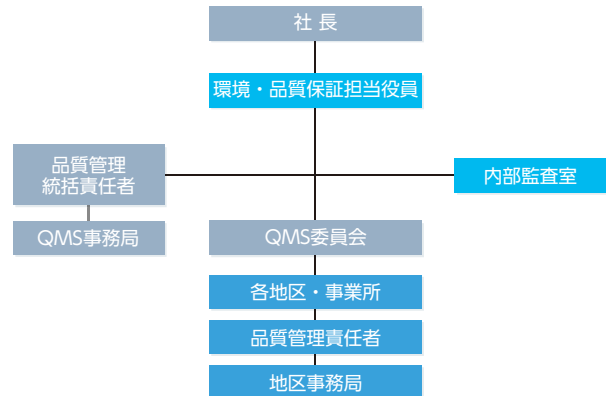 社 長
環境・品質保証担当役員
品質管理
統括責任者
内部監査室
QMS事務局
QMS委員会
各地区・事業所
品質管理責任者
地区事務局